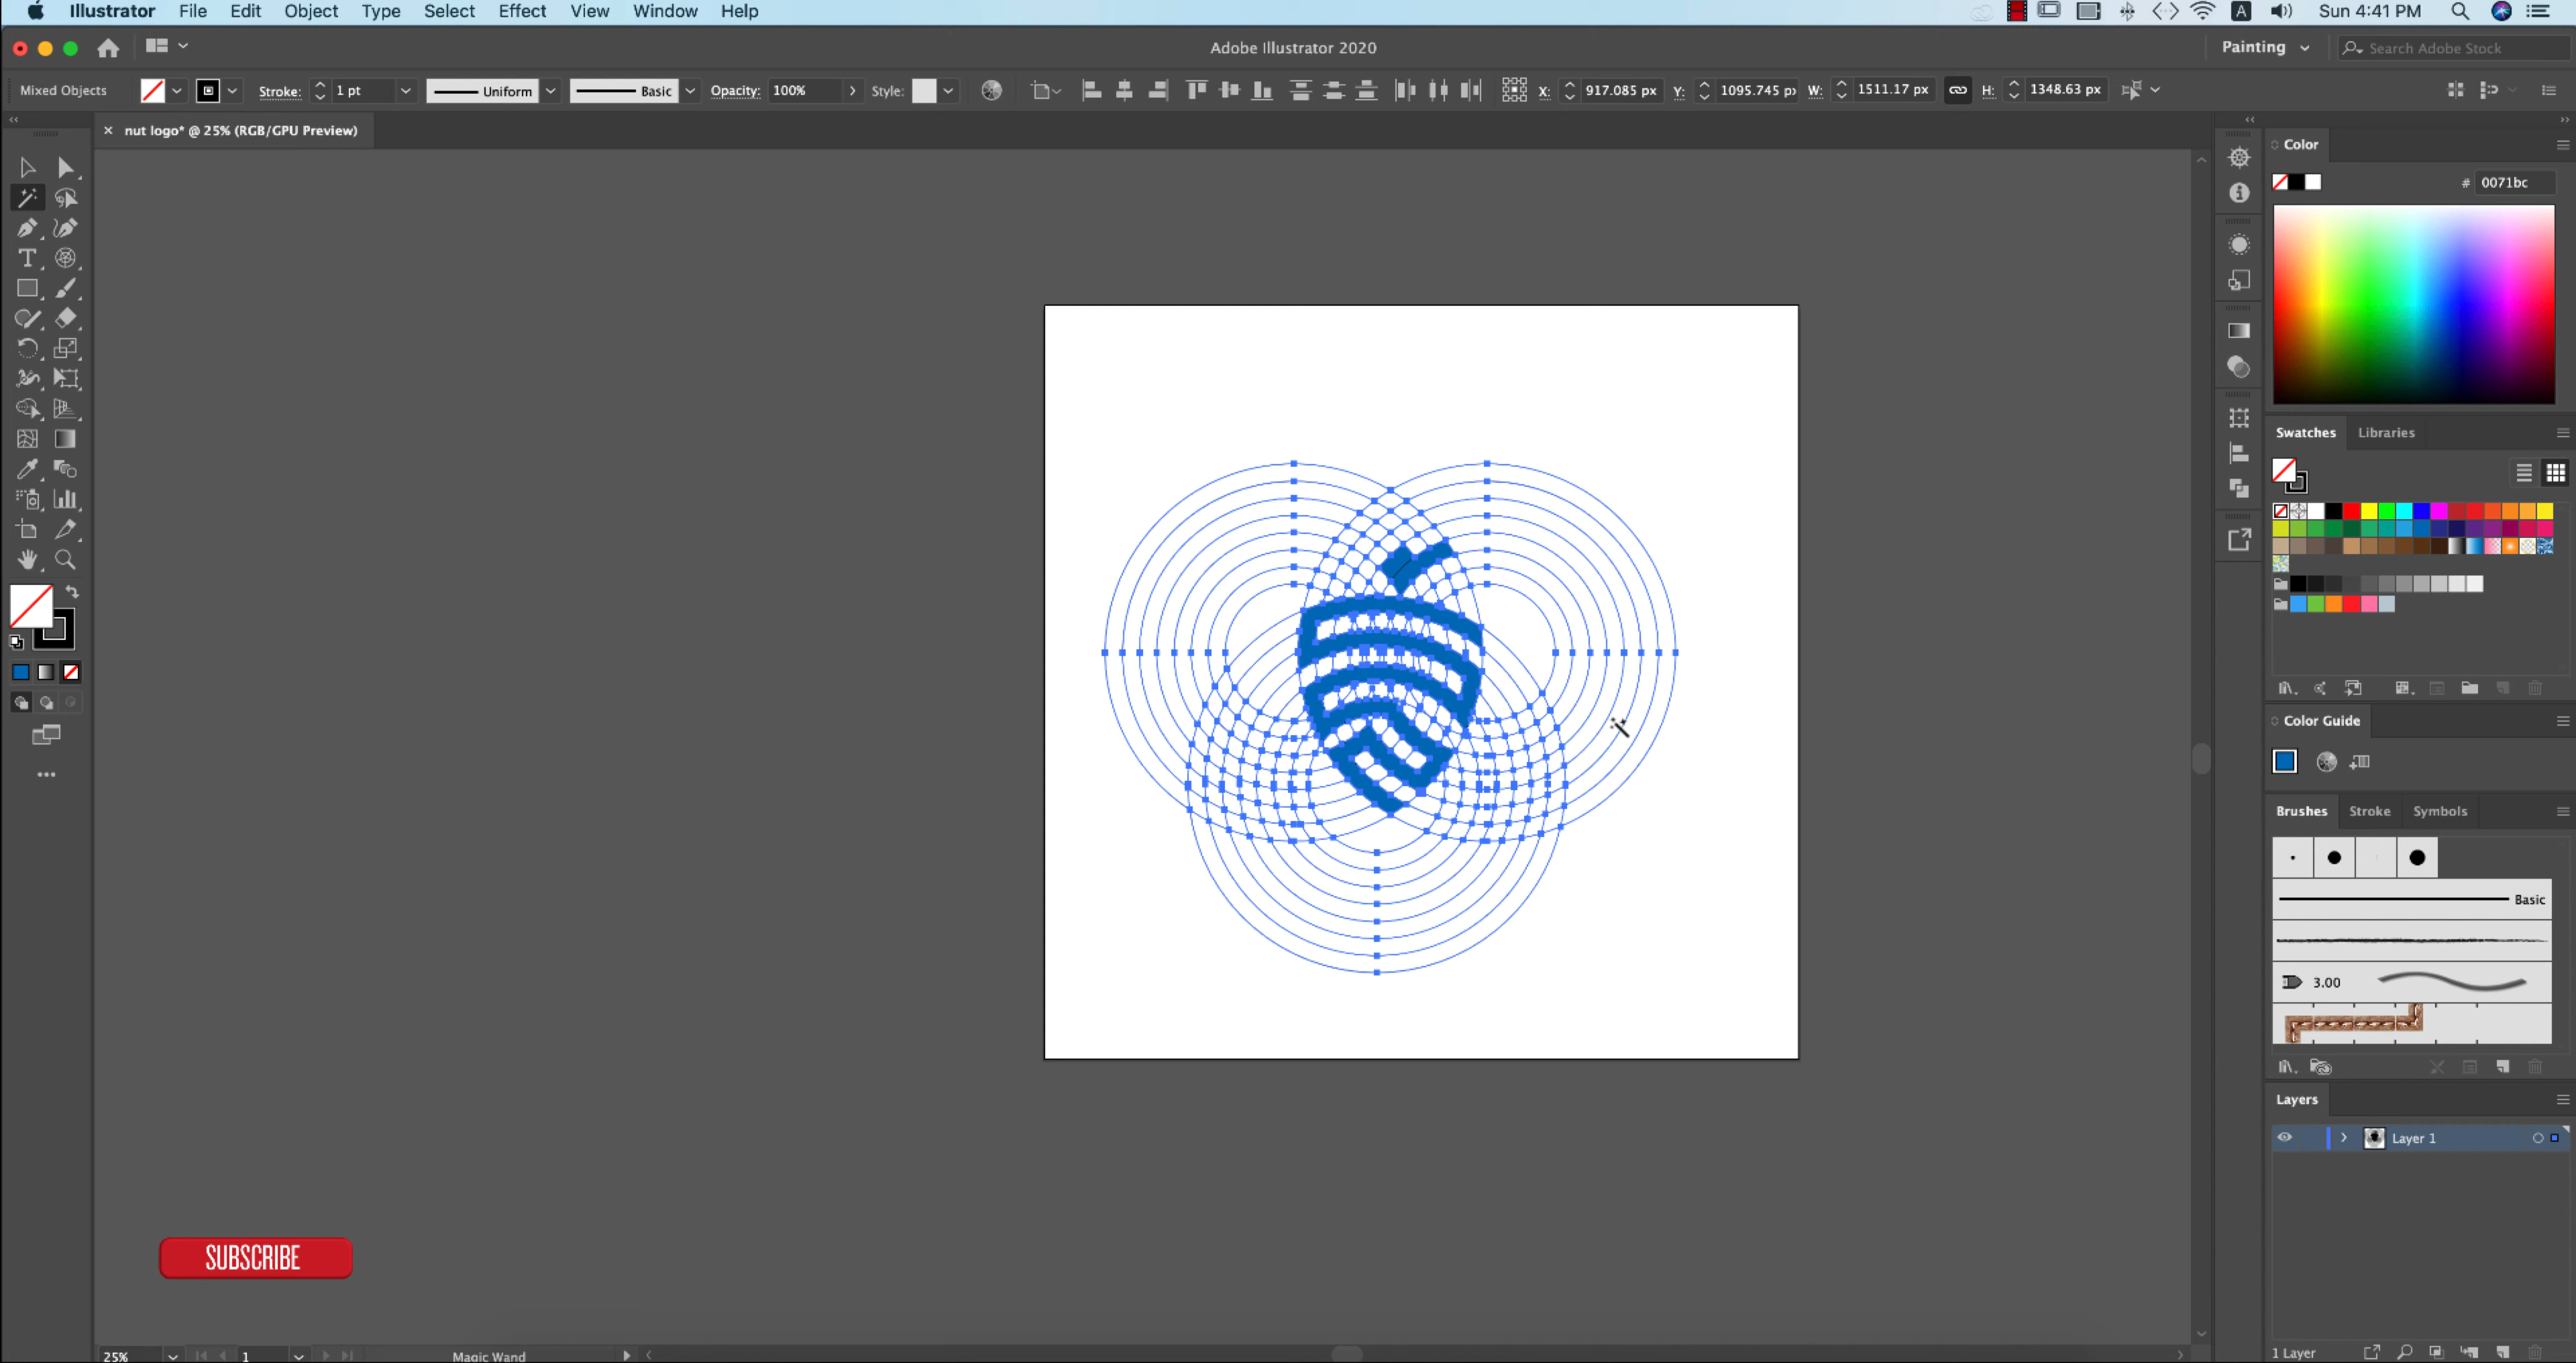 Illustrator File Edit Object Type Select Effect View Window Help A Sun 4:41 PM
Adobe Illustrator 2020 Painting Search Adobe Stock
Mixed Objects Stroke: 1 pt Uniform Basic Opacity: 100% Style: X: 917.085 px Y: 1095.745 px W: 1511.17 px H: 1348.63 px
× nut logo* @ 25% (RGB/GPU Preview)
Color
# 0071bc
Swatches Libraries
Color Guide
Brushes Stroke Symbols
Basic
3.00
Layers
Layer 1
SUBSCRIBE
25% 1 Magic Wand 1 Layer